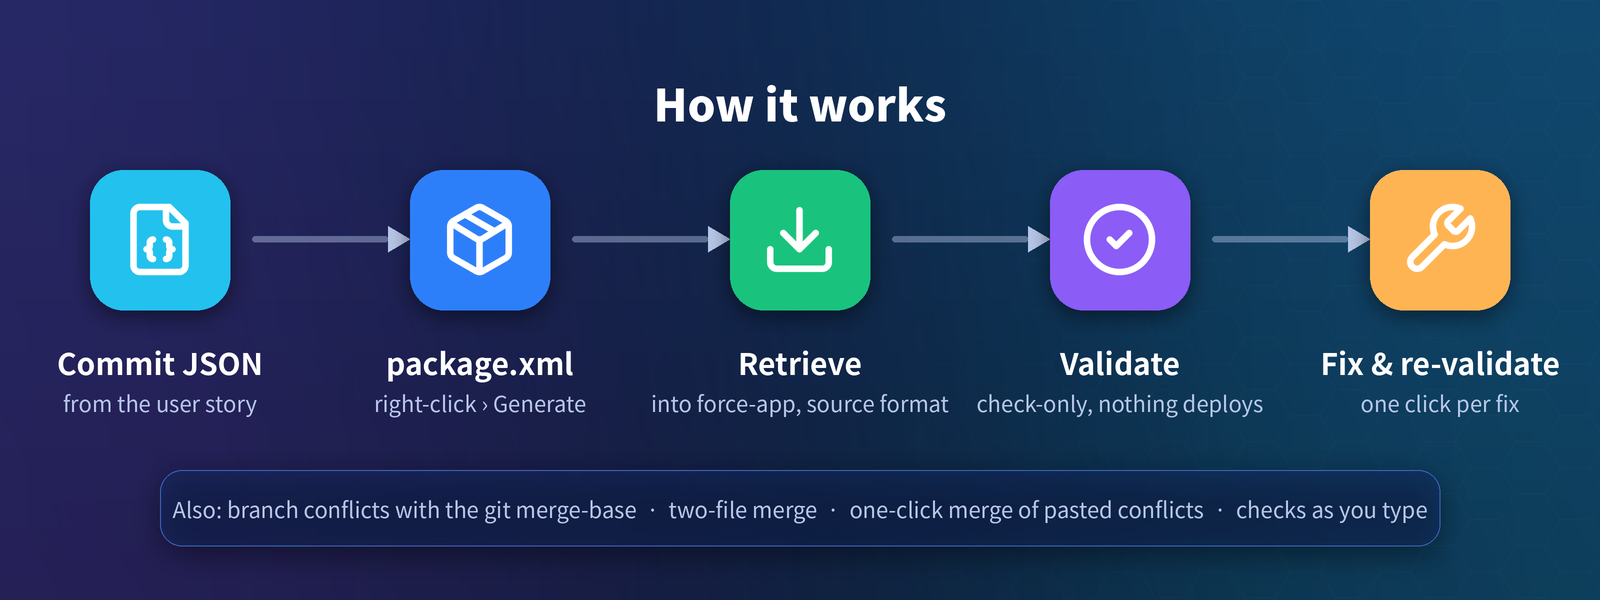 How it works
{ }
Commit JSON
from the user story
package.xml
right-click › Generate
Retrieve
into force-app, source format
Validate
check-only, nothing deploys
Fix & re-validate
one click per fix
Also: branch conflicts with the git merge-base · two-file merge · one-click merge of pasted conflicts · checks as you type